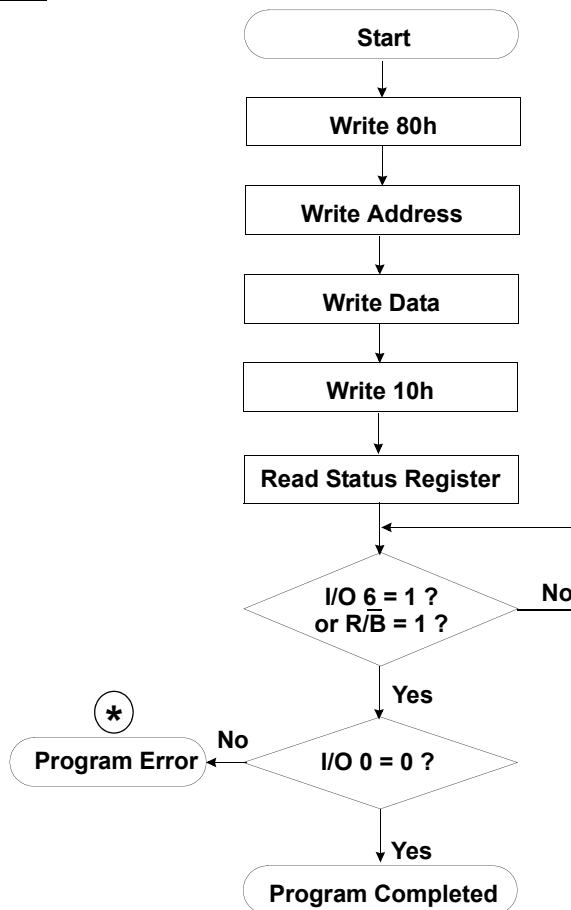 Start
Write 80h
Write Address
Write Data
Write 10h
Read Status Register
I/O 6 = 1 ?
or R/B̅ = 1 ?
No
Yes
*
No
Program Error
I/O 0 = 0 ?
Yes
Program Completed